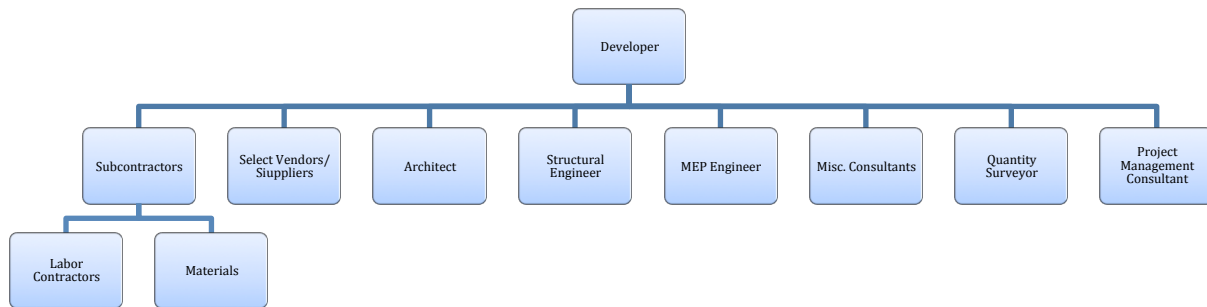 Developer
Subcontractors
Select Vendors/
Siuppliers
Architect
Structural
Engineer
MEP Engineer
Misc. Consultants
Quantity
Surveyor
Project
Management
Consultant
Labor
Contractors
Materials